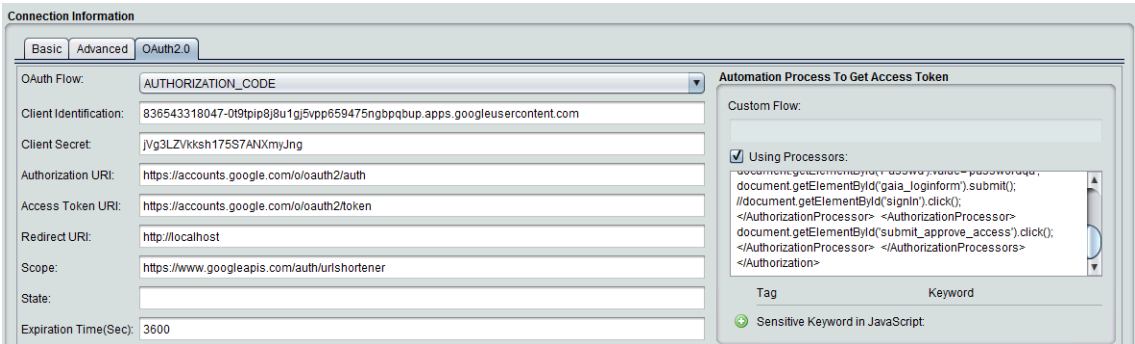 Connection Information
Basic Advanced OAuth2.0
OAuth Flow: AUTHORIZATION_CODE
Client Identification: 836543318047-0t9tpip8j8u1gj5vpp659475ngbpqbup.apps.googleusercontent.com
Client Secret: jVg3LZVkksh175S7ANXmyJng
Authorization URI: https://accounts.google.com/o/oauth2/auth
Access Token URI: https://accounts.google.com/o/oauth2/token
Redirect URI: http://localhost
Scope: https://www.googleapis.com/auth/urlshortener
State:
Expiration Time(Sec): 3600
Automation Process To Get Access Token
Custom Flow:
Using Processors:
document.getElementById('gaia_loginform').submit();
//document.getElementById('signIn').click();
</AuthorizationProcessor> <AuthorizationProcessor>
document.getElementById('submit_approve_access').click();
</AuthorizationProcessor> </AuthorizationProcessors>
</Authorization>
Tag Keyword
Sensitive Keyword in JavaScript: